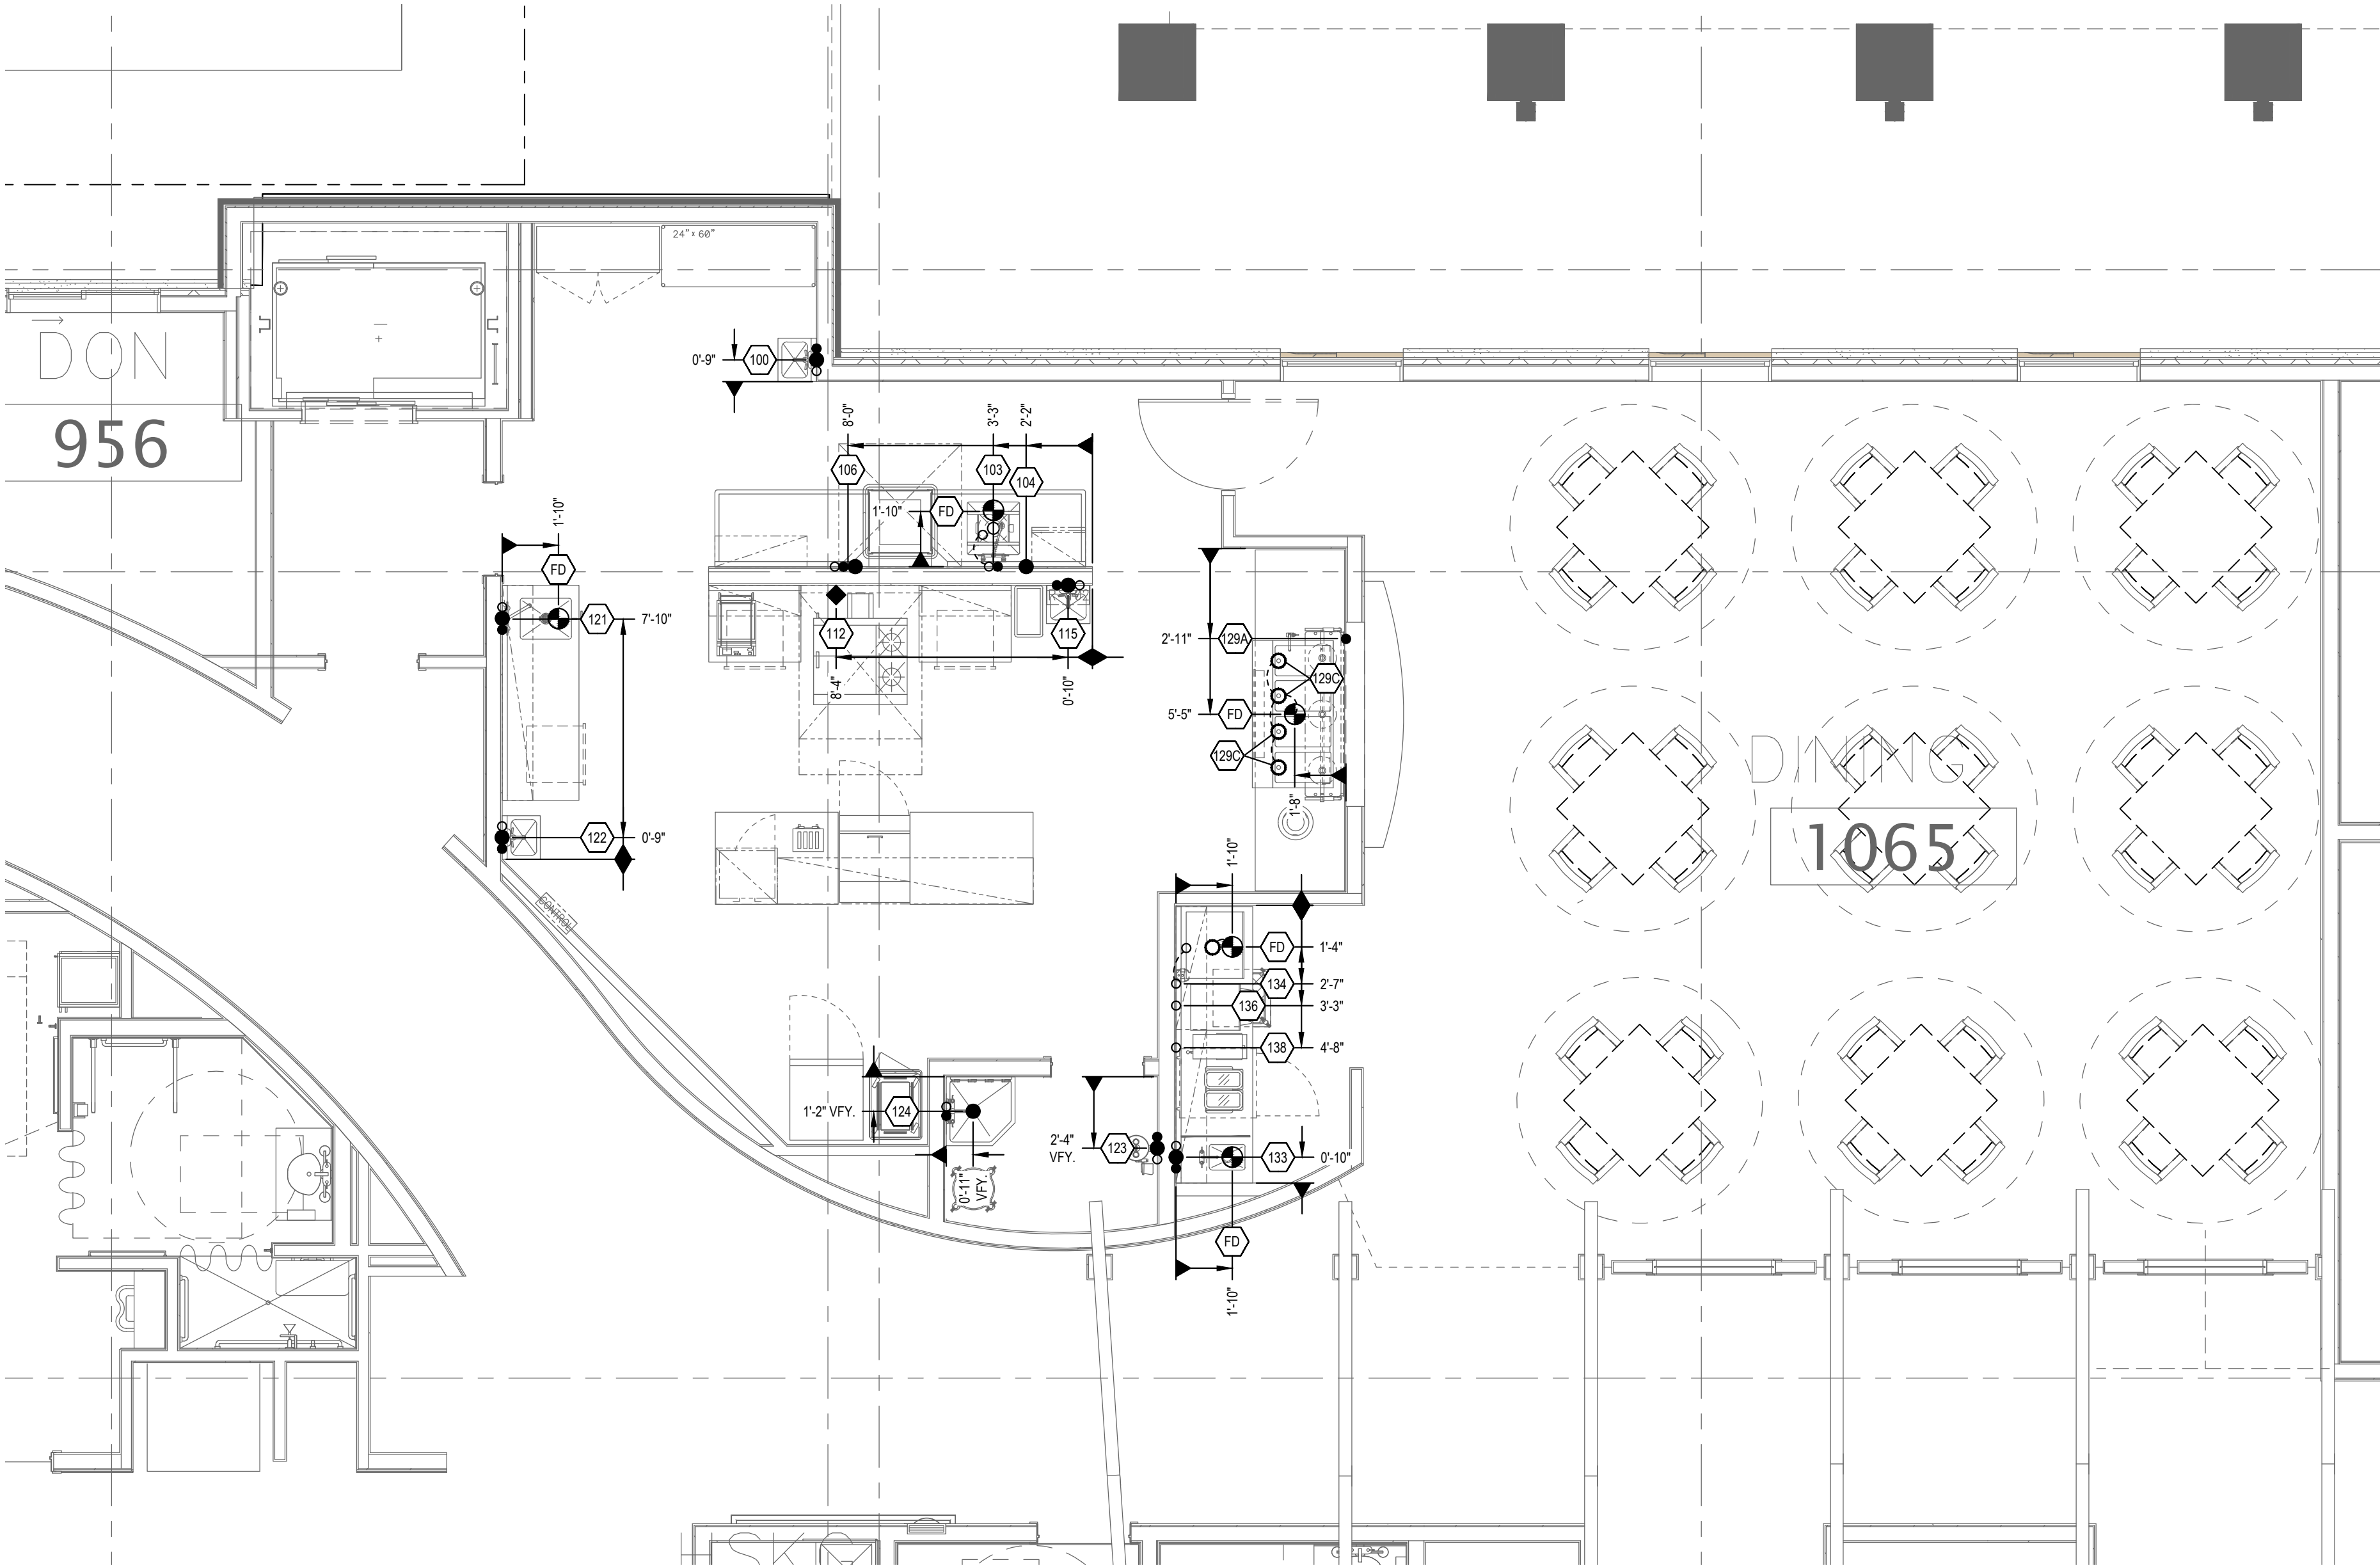 24" x 60"
DON
956
0'-9"
100
8'-0"
3'-3"
2'-2"
106
103
104
1'-10"
FD
1'-10"
FD
121
7'-10"
112
115
8'-4"
0'-10"
2'-11"
129A
129C
5'-5"
FD
129C
1'-8"
DINING
1065
122
0'-9"
CONTROL
1'-10"
FD
1'-4"
134
2'-7"
136
3'-3"
138
4'-8"
1'-2" VFY.
124
2'-4"
VFY.
123
133
0'-10"
0'-11"
VFY.
FD
1'-10"